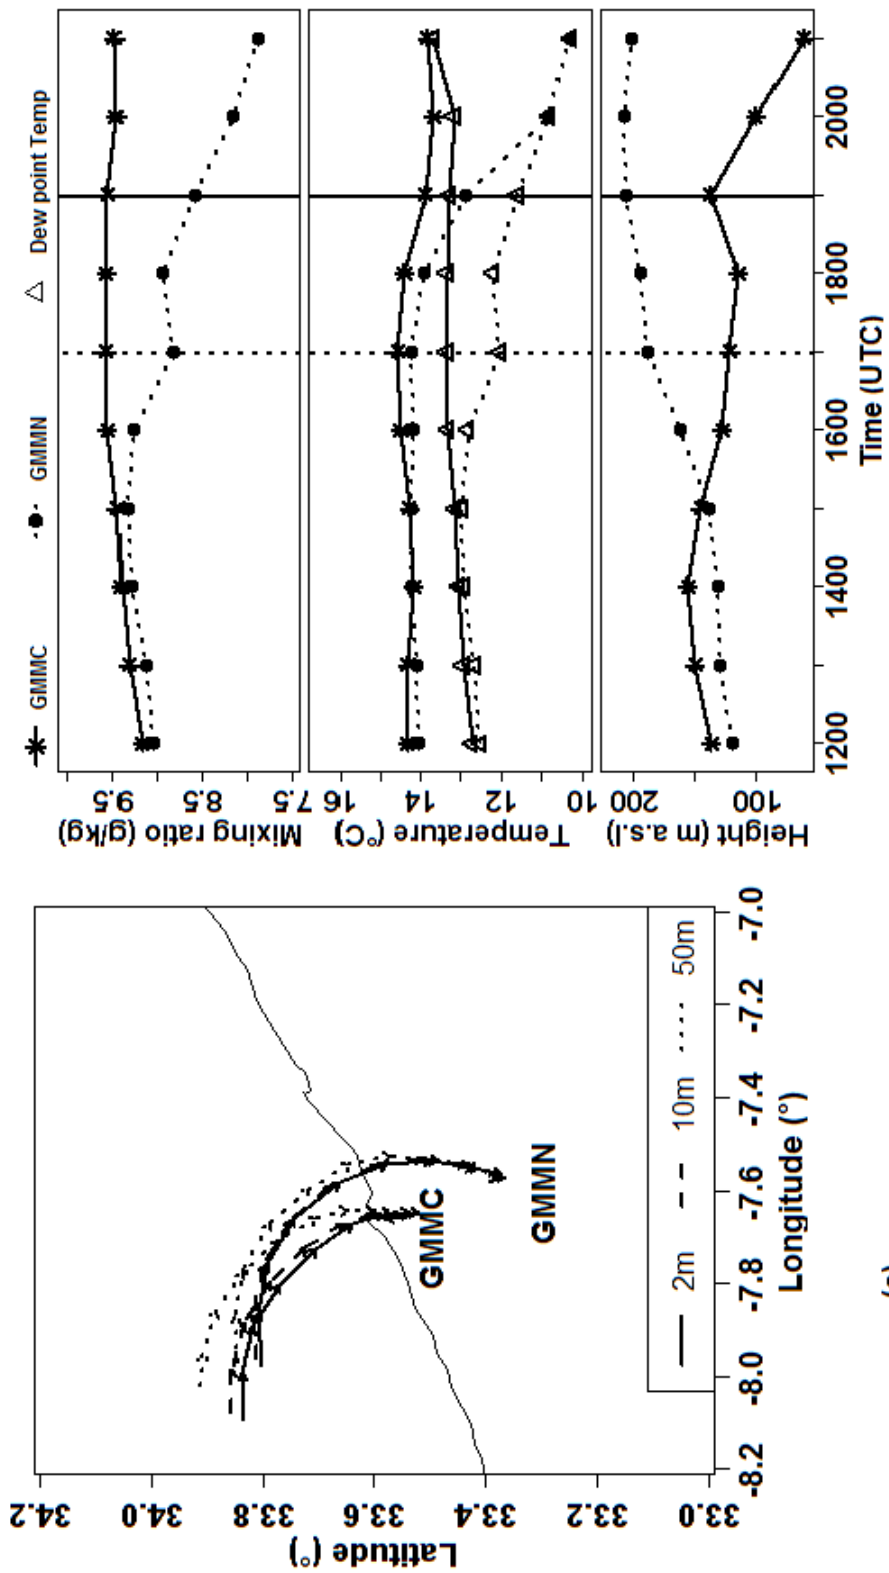 GMMC GMMN Dew point Temp
Mixing ratio (g/kg)
9.5
8.5
7.5
Temperature (°C)
16
14
12
10
Height (m a.s.l)
200
100
1200 1400 1600 1800 2000
Time (UTC)
Latitude (°)
34.2
34.0
33.8
33.6
33.4
33.2
33.0
GMMC
GMMN
2m 10m 50m
-8.2 -8.0 -7.8 -7.6 -7.4 -7.2 -7.0
Longitude (°)